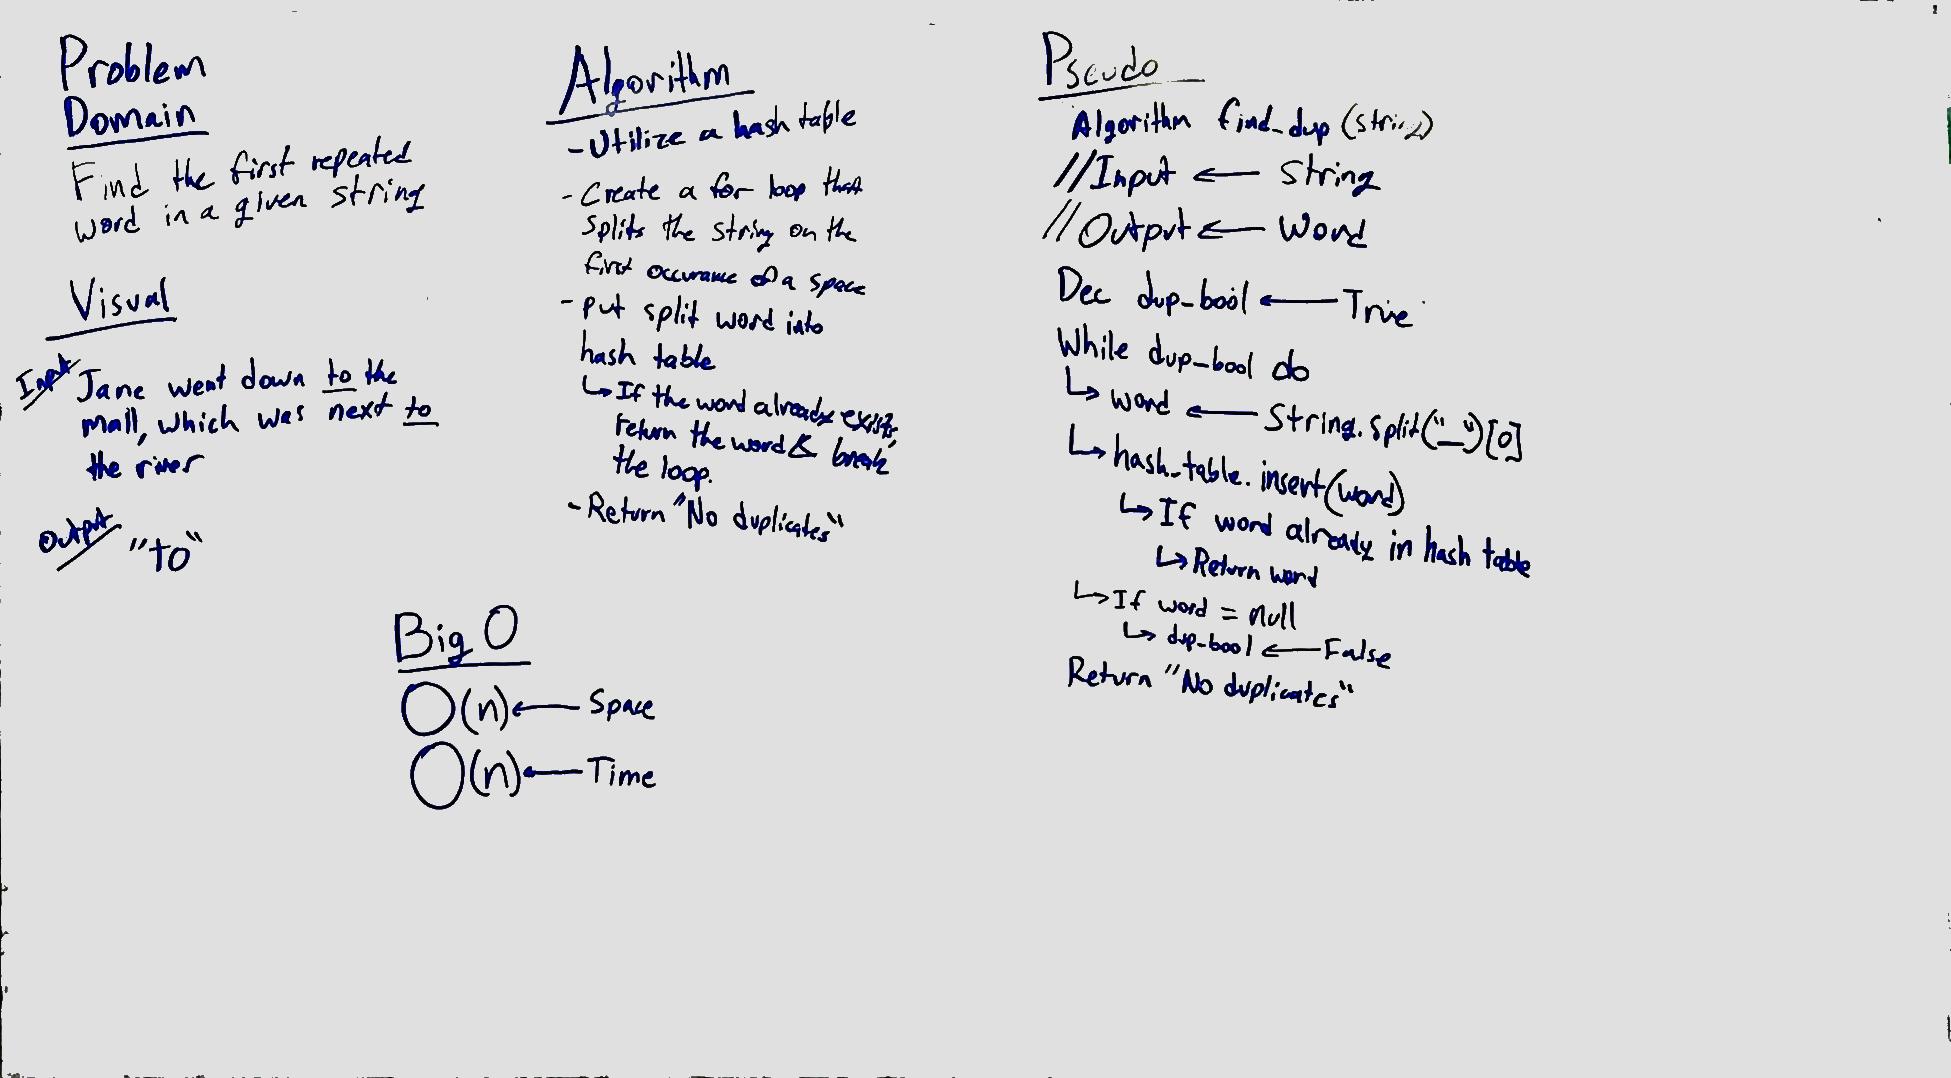 Problem
Domain
Find the first repeated
word in a given string
Visual
Input
Jane went down to the
mall, which was next to
the river
Output
"to"
Algorithm
- Utilize a hash table
- Create a for loop that
splits the string on the
first occurance of a space
- put split word into
hash table
↳ If the word already exists,
return the word & break
the loop.
- Return "No duplicates"
Big O
O(n) ← Space
O(n) ← Time
Pseudo
Algorithm find_dup (string)
//Input ← String
//Output ← Word
Dec dup_bool ← True
While dup_bool do
↳ word ← String.split("_")[0]
↳ hash_table.insert(word)
↳ If word already in hash table
↳ Return word
↳ If word = null
↳ dup_bool ← False
Return "No duplicates"